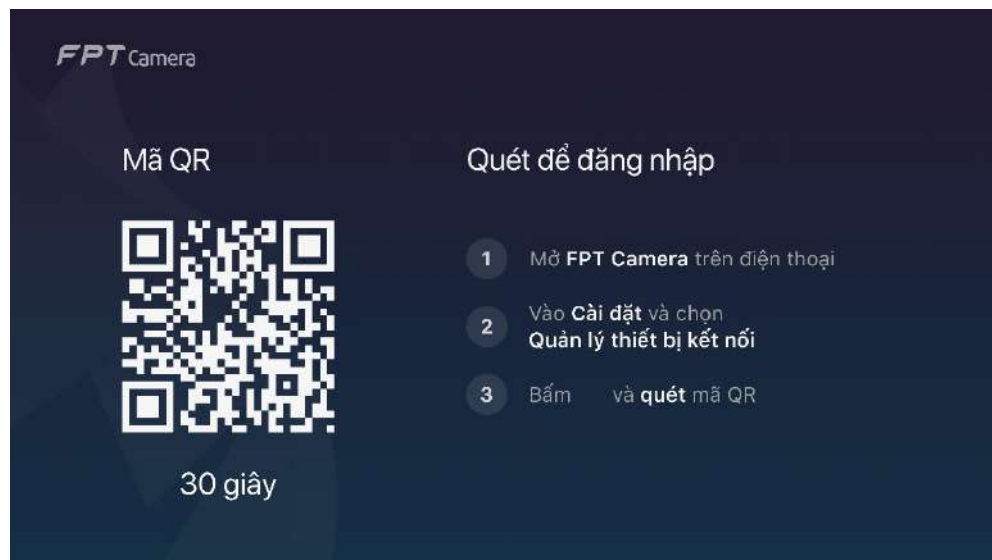 FPT Camera
Mã QR
Quét để đăng nhập
1 Mở FPT Camera trên điện thoại
2 Vào Cài đặt và chọn
Quản lý thiết bị kết nối
3 Bấm và quét mã QR
30 giây